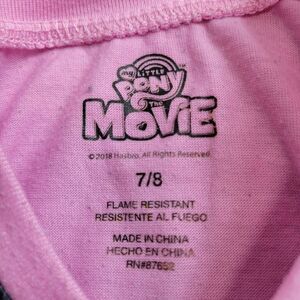 my LITTLE
PONY
THE
MOVIE
© 2018 Hasbro. All Rights Reserved.
7/8
FLAME RESISTANT
RESISTENTE AL FUEGO
MADE IN CHINA
HECHO EN CHINA
RN#87652